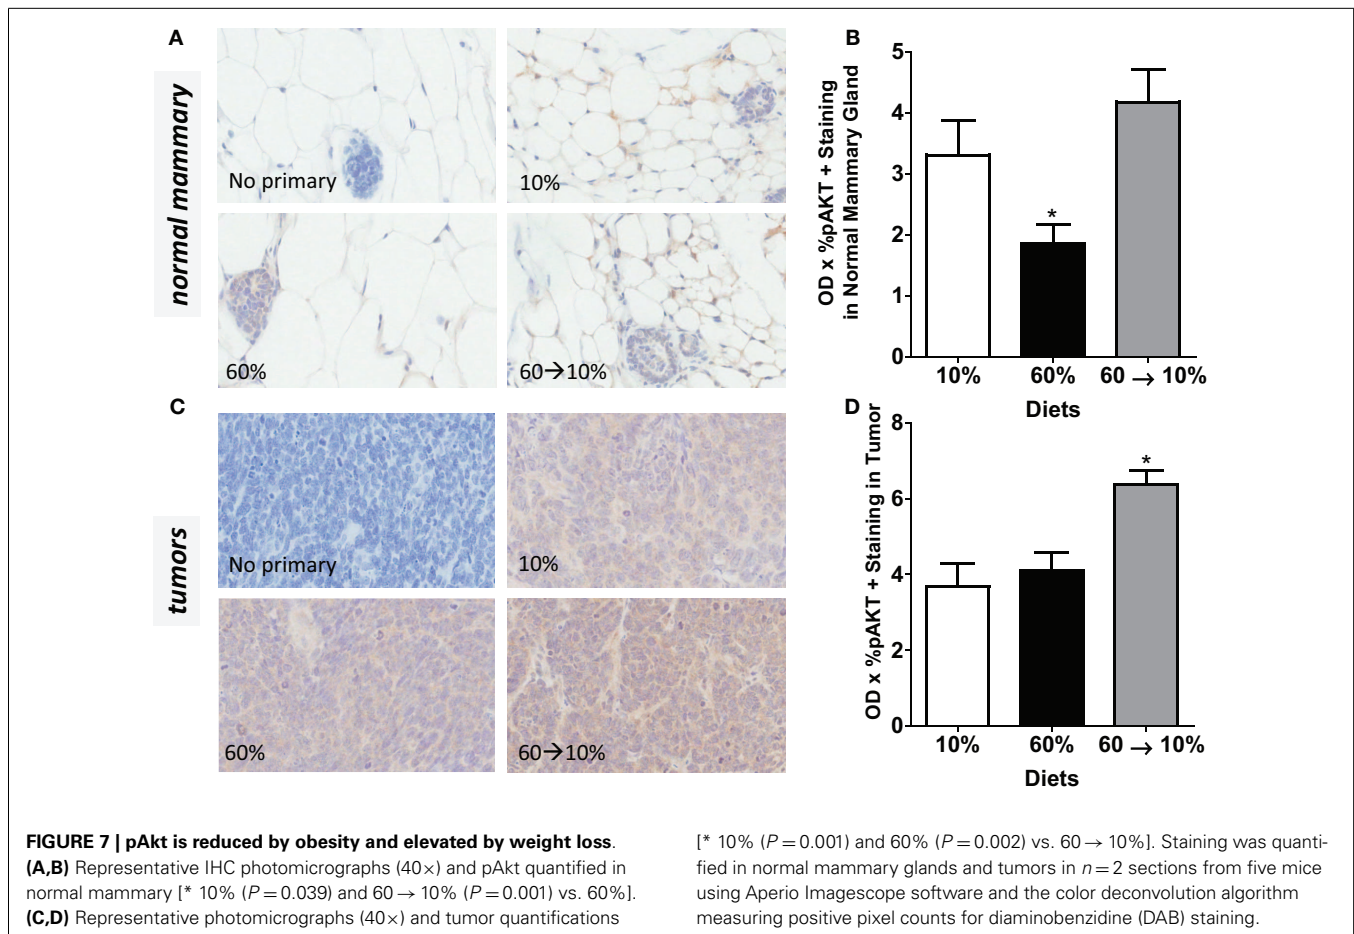 A
normal mammary
No primary
10%
60%
60→10%
B
OD x %pAKT + Staining
in Normal Mammary Gland
5
4
3
2
1
0
*
10%
60%
60 → 10%
Diets
C
tumors
No primary
10%
60%
60→10%
D
OD x %pAKT + Staining in Tumor
8
6
4
2
0
*
10%
60%
60 → 10%
Diets
FIGURE 7 | pAkt is reduced by obesity and elevated by weight loss.
(A,B) Representative IHC photomicrographs (40×) and pAkt quantified in
normal mammary [* 10% (P = 0.039) and 60 → 10% (P = 0.001) vs. 60%].
(C,D) Representative photomicrographs (40×) and tumor quantifications
[* 10% (P = 0.001) and 60% (P = 0.002) vs. 60 → 10%]. Staining was quanti-
fied in normal mammary glands and tumors in n = 2 sections from five mice
using Aperio Imagescope software and the color deconvolution algorithm
measuring positive pixel counts for diaminobenzidine (DAB) staining.